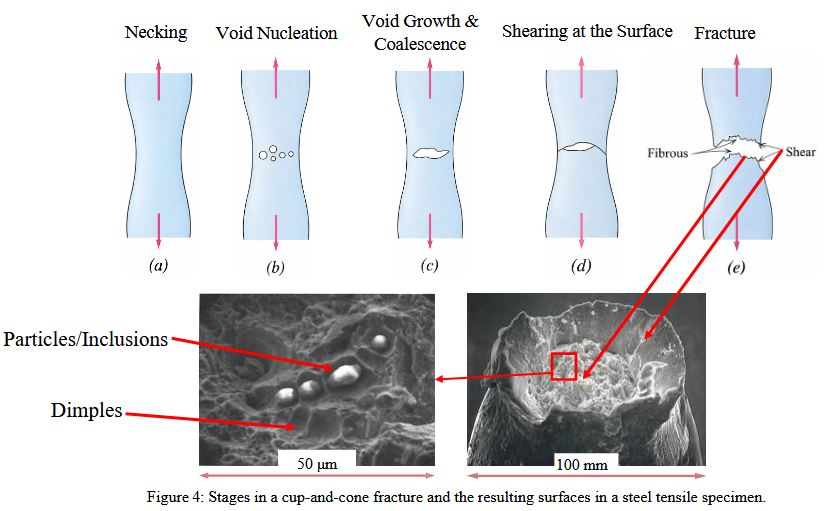 Necking
Void Nucleation
Void Growth &
Coalescence
Shearing at the Surface
Fracture
Fibrous
Shear
(a)
(b)
(c)
(d)
(e)
Particles/Inclusions
Dimples
50 µm
100 mm
Figure 4: Stages in a cup-and-cone fracture and the resulting surfaces in a steel tensile specimen.